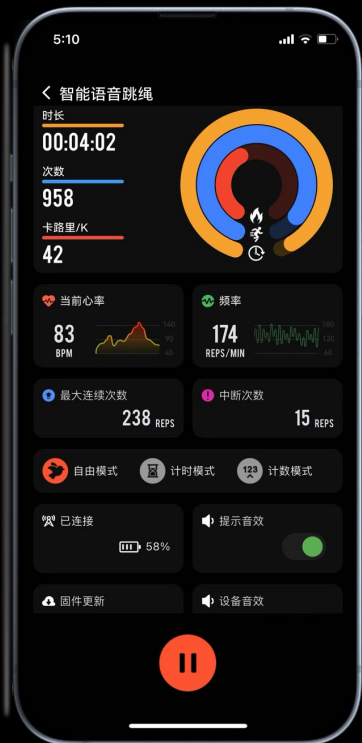 5:10
智能语音跳绳
时长
00:04:02
次数
958
卡路里/K
42
当前心率
83
BPM
140
90
40
频率
174
REPS/MIN
180
120
60
最大连续次数
238 REPS
中断次数
15 REPS
自由模式
计时模式
123
计数模式
已连接
58%
提示音效
固件更新
设备音效